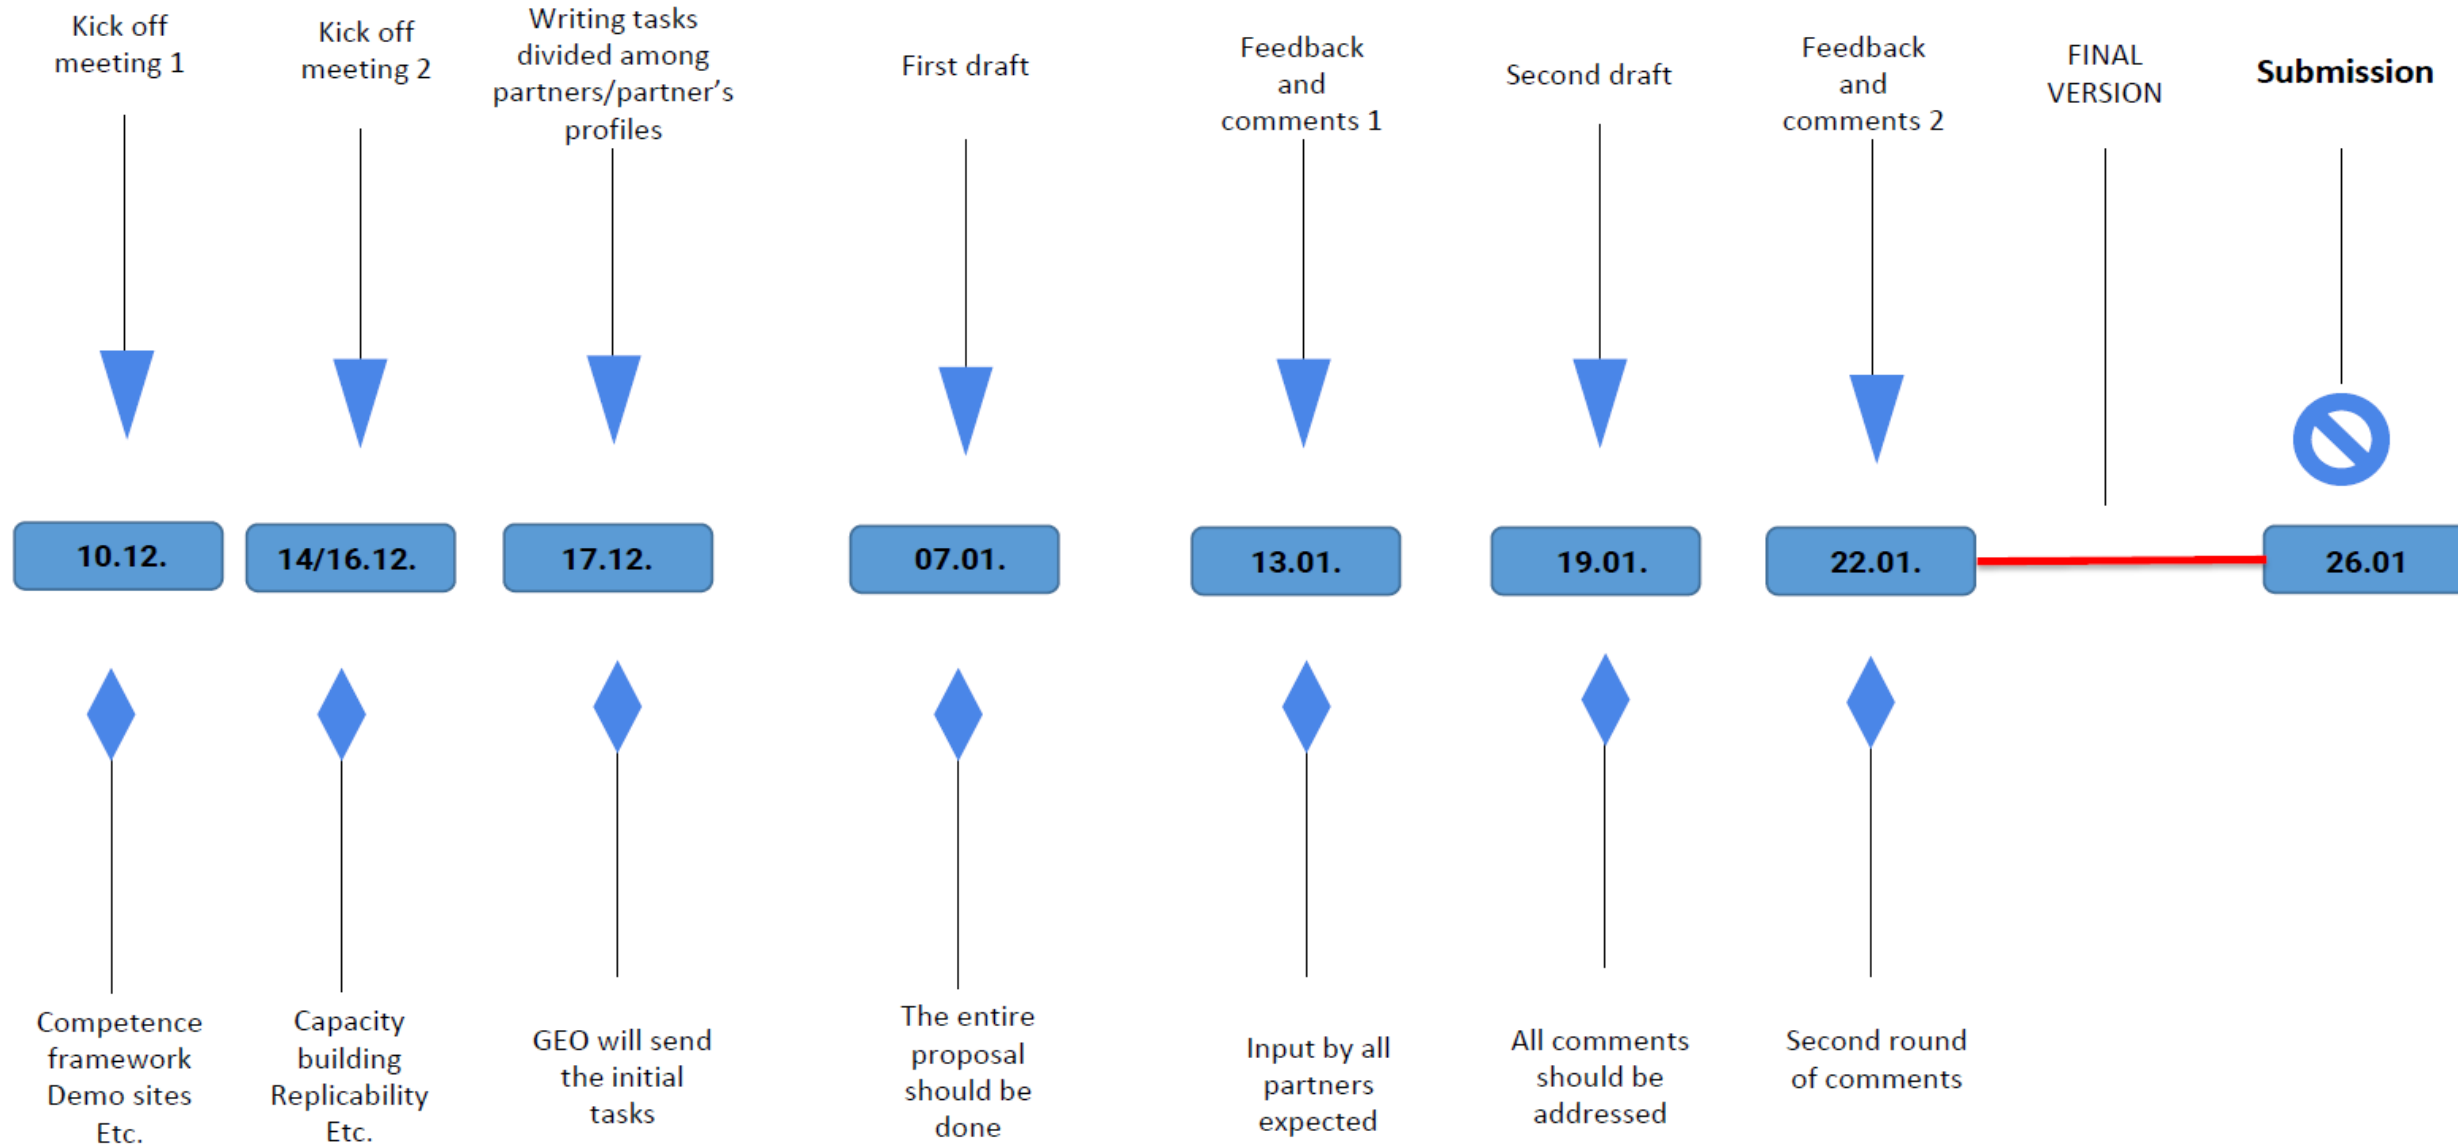 Kick off
meeting 1
Kick off
meeting 2
Writing tasks
divided among
partners/partner's
profiles
First draft
Feedback
and
comments 1
Second draft
Feedback
and
comments 2
FINAL
VERSION
Submission
10.12.
14/16.12.
17.12.
07.01.
13.01.
19.01.
22.01.
26.01
Competence
framework
Demo sites
Etc.
Capacity
building
Replicability
Etc.
GEO will send
the initial
tasks
The entire
proposal
should be
done
Input by all
partners
expected
All comments
should be
addressed
Second round
of comments